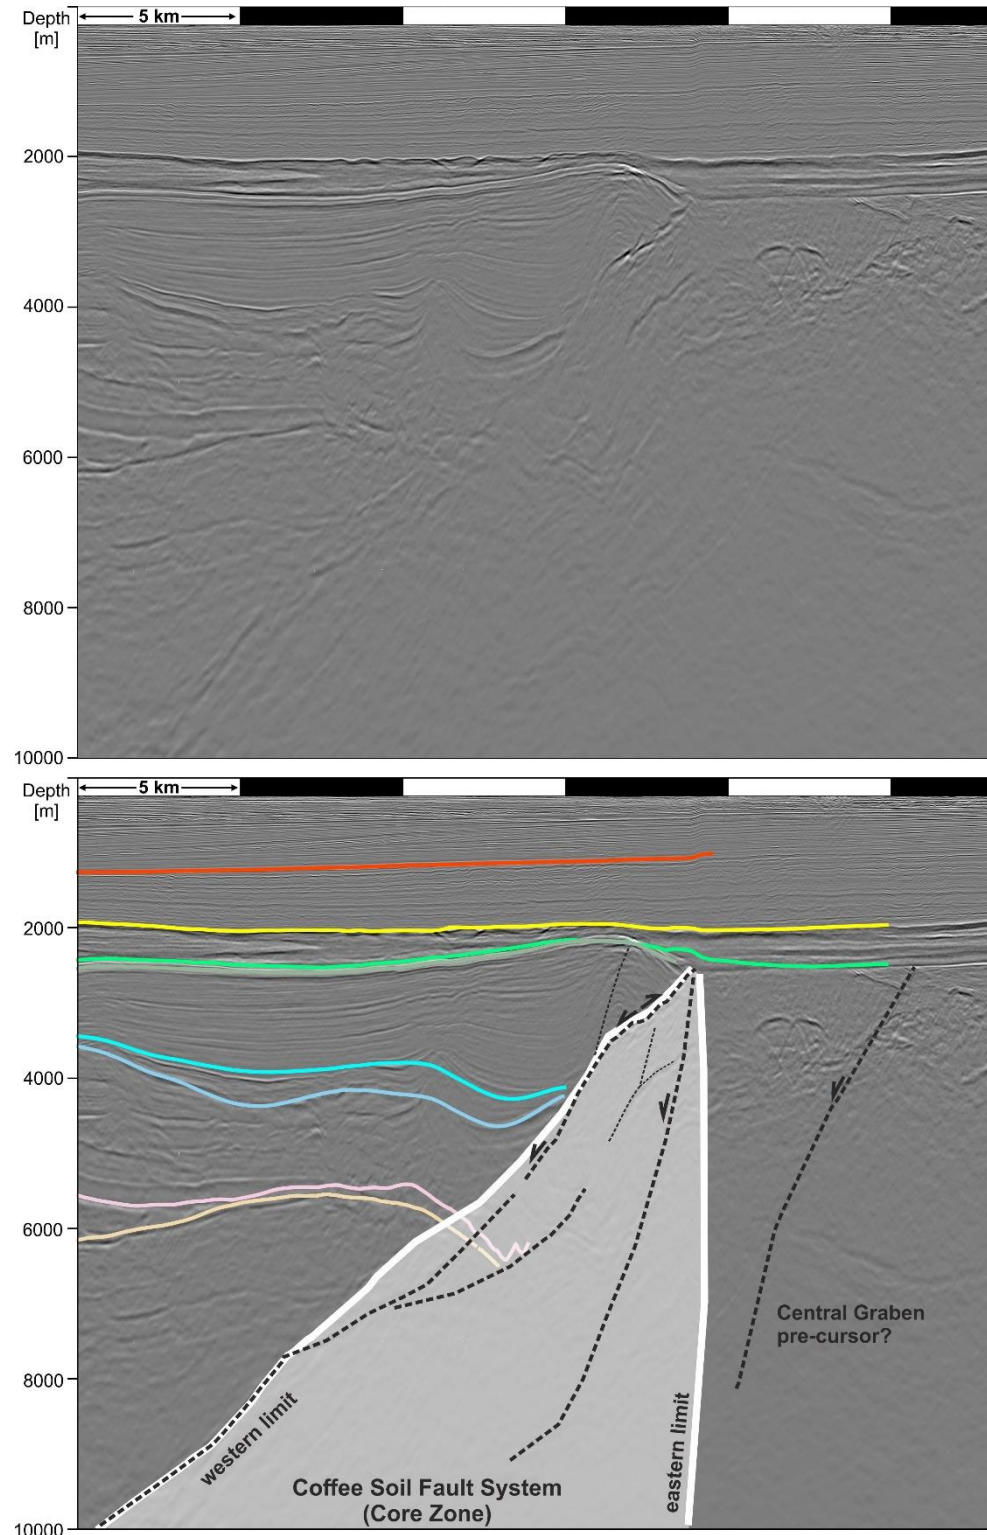 Depth
[m]
5 km
2000
4000
6000
8000
10000
Depth
[m]
5 km
2000
4000
6000
8000
10000
Central Graben
pre-cursor?
western limit
eastern limit
Coffee Soil Fault System
(Core Zone)